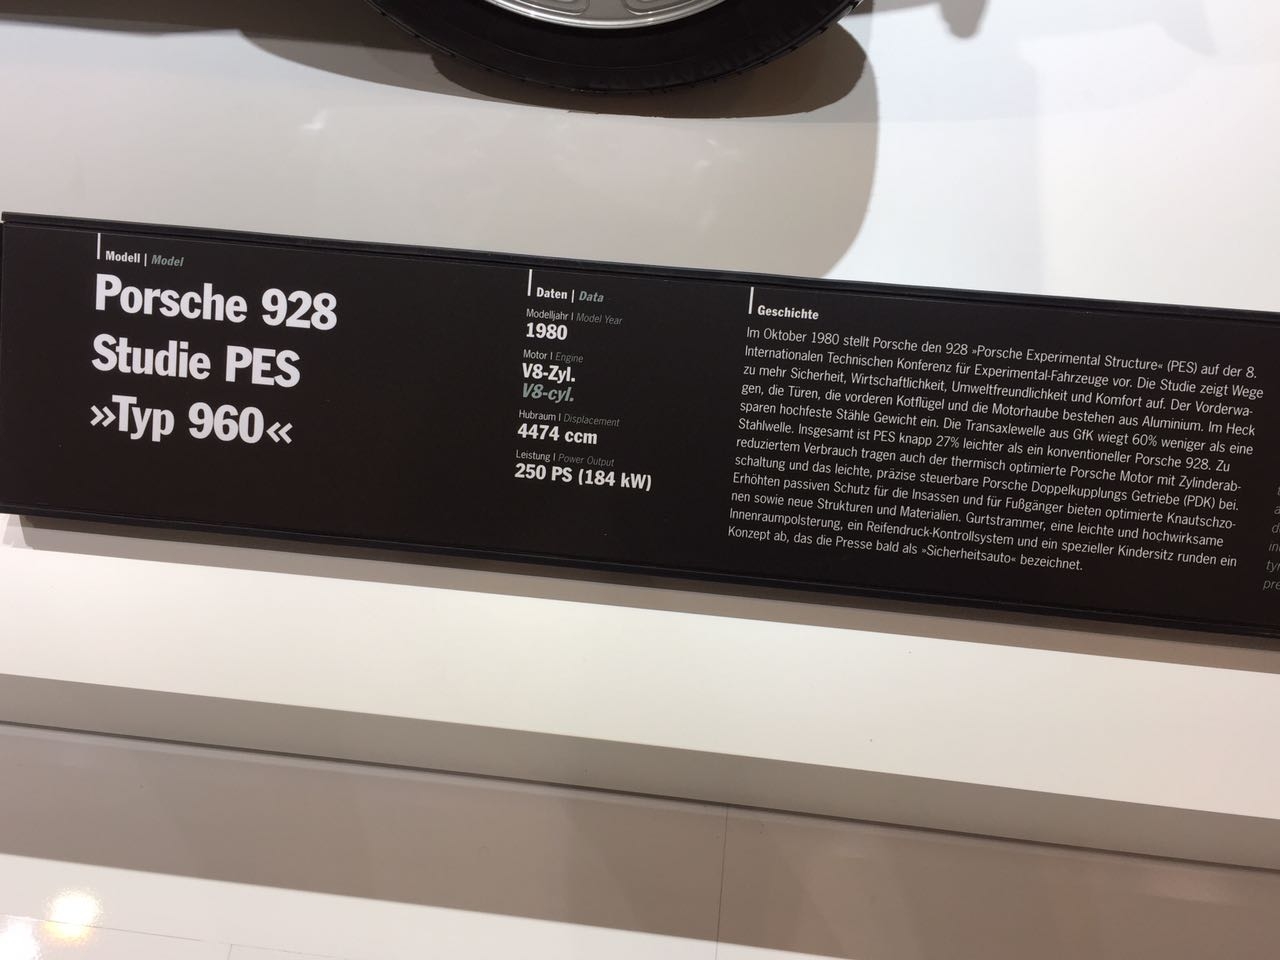 Modell | Model
Porsche 928
Studie PES
»Typ 960«
Daten | Data
Modelljahr | Model Year
1980
Motor | Engine
V8-Zyl.
V8-cyl.
Hubraum | Displacement
4474 ccm
Leistung | Power Output
250 PS (184 kW)
Geschichte
Im Oktober 1980 stellt Porsche den 928 »Porsche Experimental Structure« (PES) auf der 8.
Internationalen Technischen Konferenz für Experimental-Fahrzeuge vor. Die Studie zeigt Wege
zu mehr Sicherheit, Wirtschaftlichkeit, Umweltfreundlichkeit und Komfort auf. Der Vorderwa-
gen, die Türen, die vorderen Kotflügel und die Motorhaube bestehen aus Aluminium. Im Heck
sparen hochfeste Stähle Gewicht ein. Die Transaxlewelle aus GfK wiegt 60% weniger als eine
Stahlwelle. Insgesamt ist PES knapp 27% leichter als ein konventioneller Porsche 928. Zu
reduziertem Verbrauch tragen auch der thermisch optimierte Porsche Motor mit Zylinderab-
schaltung und das leichte, präzise steuerbare Porsche Doppelkupplungs Getriebe (PDK) bei.
Erhöhten passiven Schutz für die Insassen und für Fußgänger bieten optimierte Knautschzo-
nen sowie neue Strukturen und Materialien. Gurtstrammer, eine leichte und hochwirksame
Innenraumpolsterung, ein Reifendruck-Kontrollsystem und ein spezieller Kindersitz runden ein
Konzept ab, das die Presse bald als »Sicherheitsauto« bezeichnet.